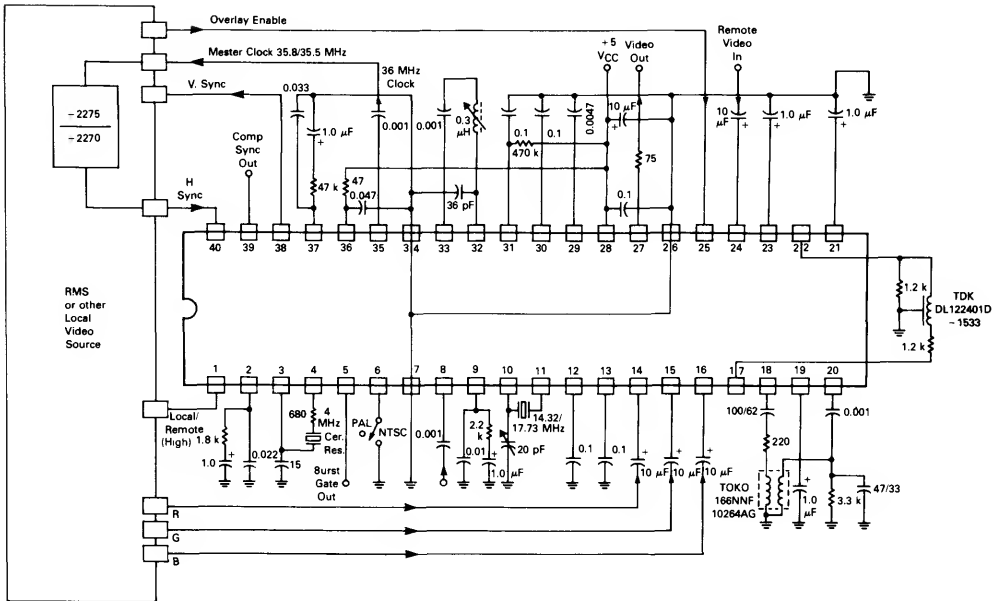 Overlay Enable
Mester Clock 35.8/35.5 MHz
V. Sync
36 MHz
Clock
+5
VCC
Video
Out
Remote
Video
In
÷2275
÷2270
Comp
Sync
Out
H
Sync
0.033
1.0 µF
+
47 k
47
0.047
0.001
0.001
0.3
µH
36 pF
0.1
0.1
470 k
0.0047
10 µF
+
0.1
75
10
µF
+
1.0 µF
+
1.0 µF
+
40
39
38
37
36
35
34
33
32
31
30
29
28
27
26
25
24
23
22
21
RMS
or other
Local
Video
Source
1.2 k
TDK
DL122401D
-1533
1.2 k
1
2
3
4
5
6
7
8
9
10
11
12
13
14
15
16
17
18
19
20
Local/
Remote
(High)
1.8 k
1.0
+
0.022
15
680
4
MHz
Cer.
Res.
Burst
Gate
Out
PAL
NTSC
0.001
2.2
k
0.01
+
1.0
µF
14.32/
17.73 MHz
20 pF
0.1
0.1
+
10 µF
+
10 µF
+
10 µF
100/62
220
TOKO
166NNF
10264AG
+
1.0
µF
0.001
3.3 k
47/33
R
G
B